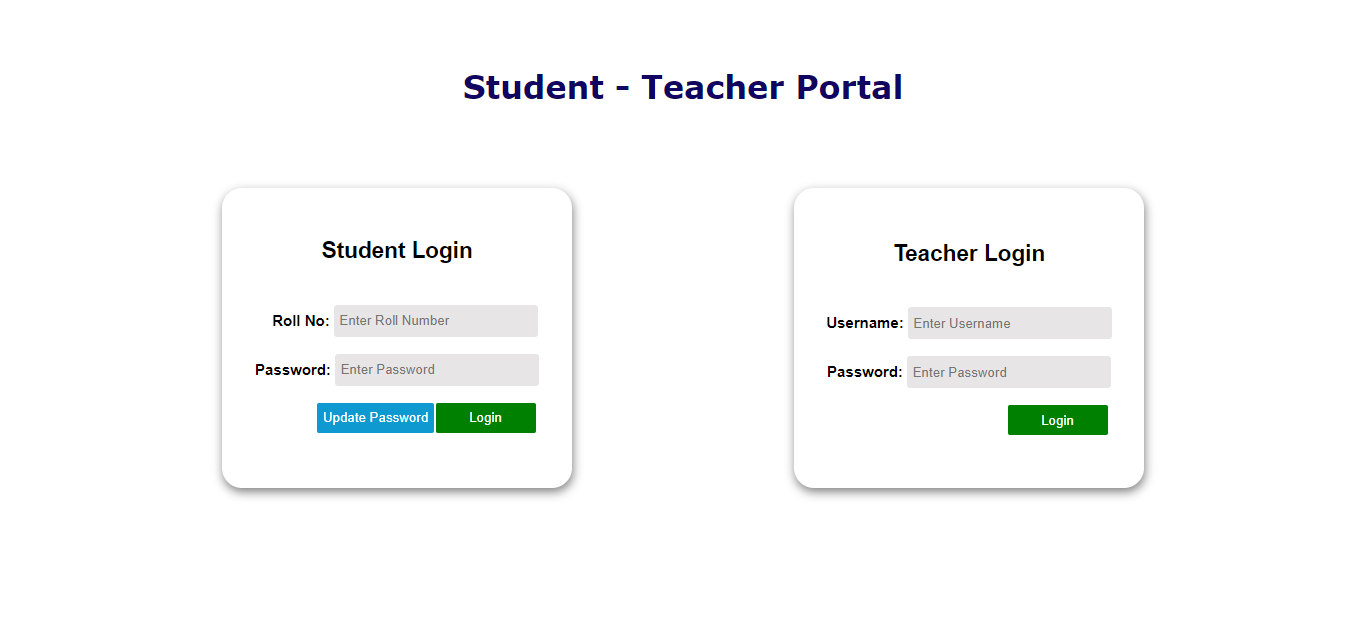 Student - Teacher Portal
Student Login
Roll No: Enter Roll Number
Password: Enter Password
Update Password Login
Teacher Login
Username: Enter Username
Password: Enter Password
Login